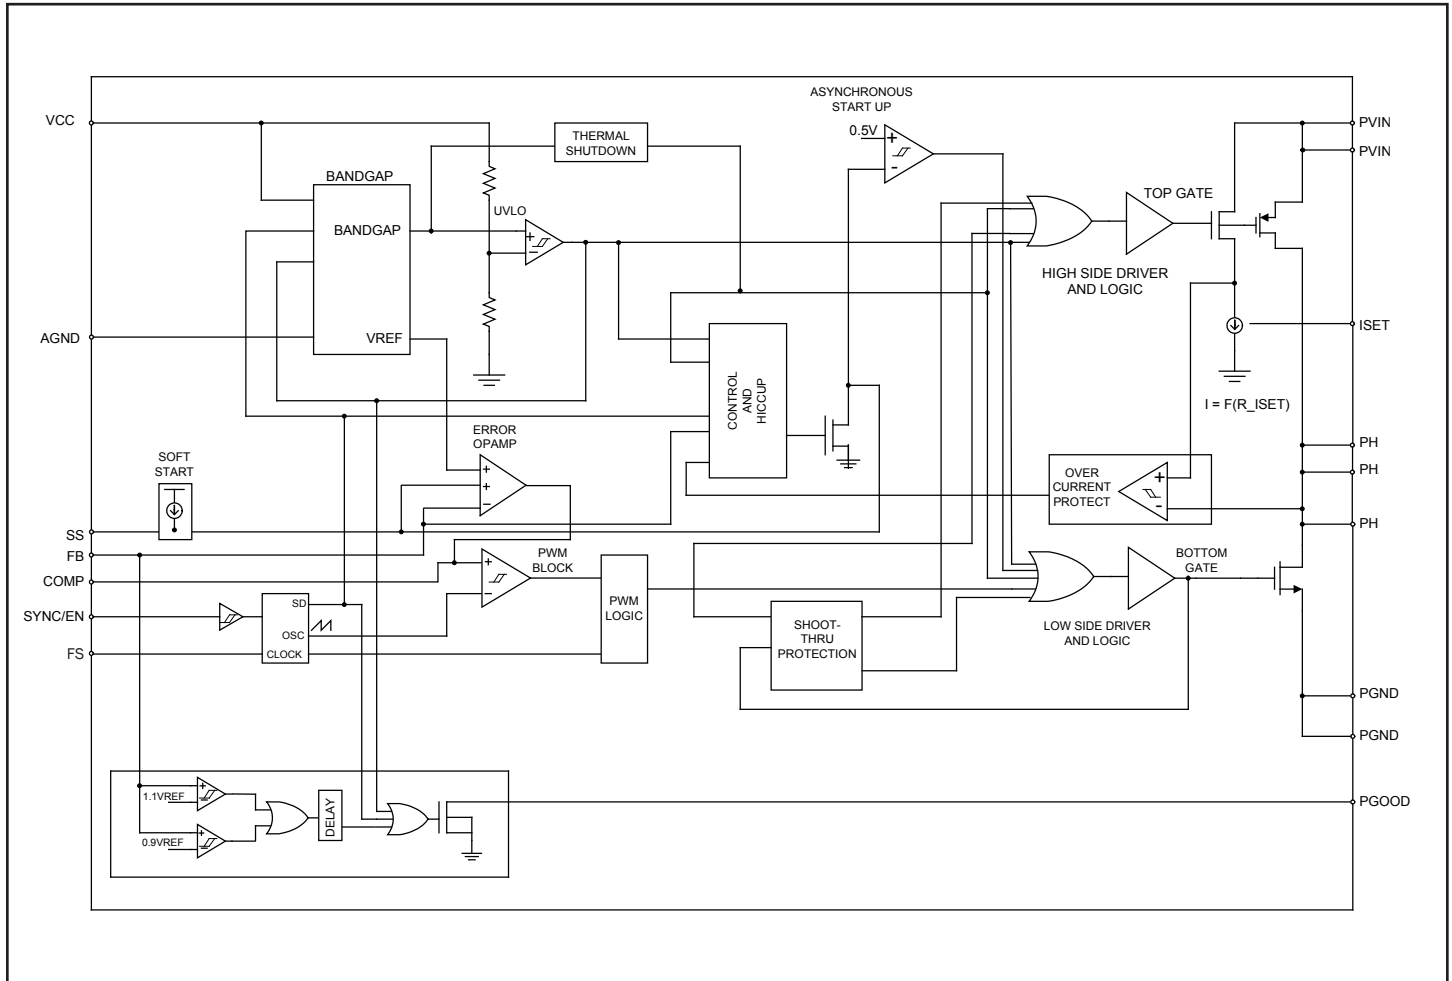 ASYNCHRONOUS
START UP
VCC
0.5V
+
-
PVIN
PVIN
THERMAL
SHUTDOWN
BANDGAP
BANDGAP
UVLO
+
−
TOP GATE
HIGH SIDE DRIVER
AND LOGIC
AGND
VREF
ISET
CONTROL
AND
HICCUP
I = F(R_ISET)
ERROR
OPAMP
+
+
−
SOFT
START
OVER
CURRENT
PROTECT
+
-
PH
PH
PH
SS
FB
COMP
SYNC/EN
FS
+
−
PWM
BLOCK
PWM
LOGIC
BOTTOM
GATE
SD
OSC
CLOCK
SHOOT-
THRU
PROTECTION
LOW SIDE DRIVER
AND LOGIC
PGND
PGND
+
1.1VREF
+
0.9VREF
DELAY
PGOOD